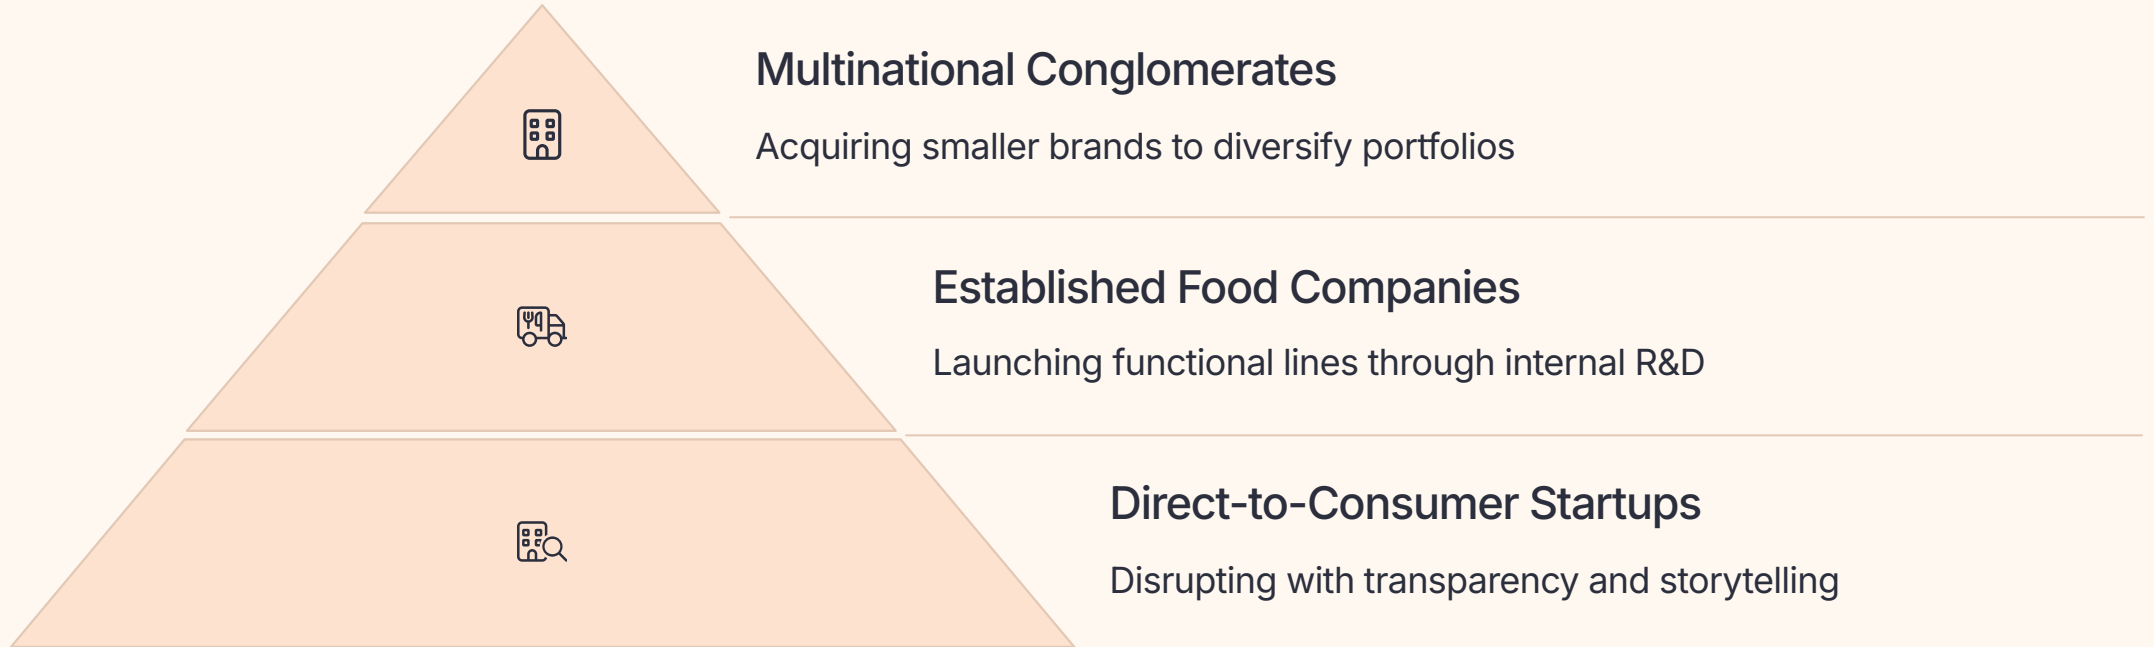 Multinational Conglomerates
Acquiring smaller brands to diversify portfolios
Established Food Companies
Launching functional lines through internal R&D
Direct-to-Consumer Startups
Disrupting with transparency and storytelling